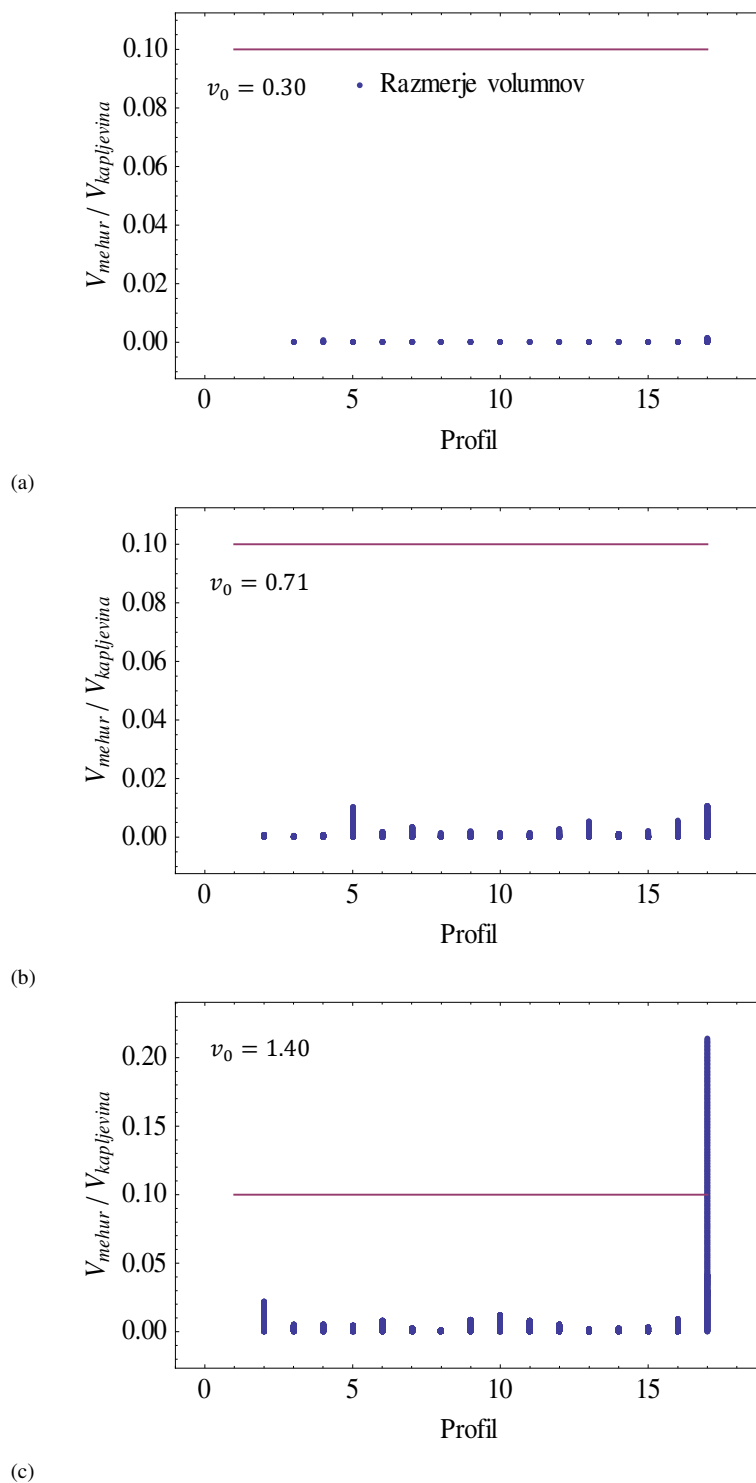 0.10
v₀ = 0.30
Razmerje volumnov
0.08
0.06
0.04
0.02
0.00
V_mehur / V_kapljevina
0 5 10 15
Profil
(a)
0.10
v₀ = 0.71
0.08
0.06
0.04
0.02
0.00
V_mehur / V_kapljevina
0 5 10 15
Profil
(b)
v₀ = 1.40
0.20
0.15
0.10
0.05
0.00
V_mehur / V_kapljevina
0 5 10 15
Profil
(c)